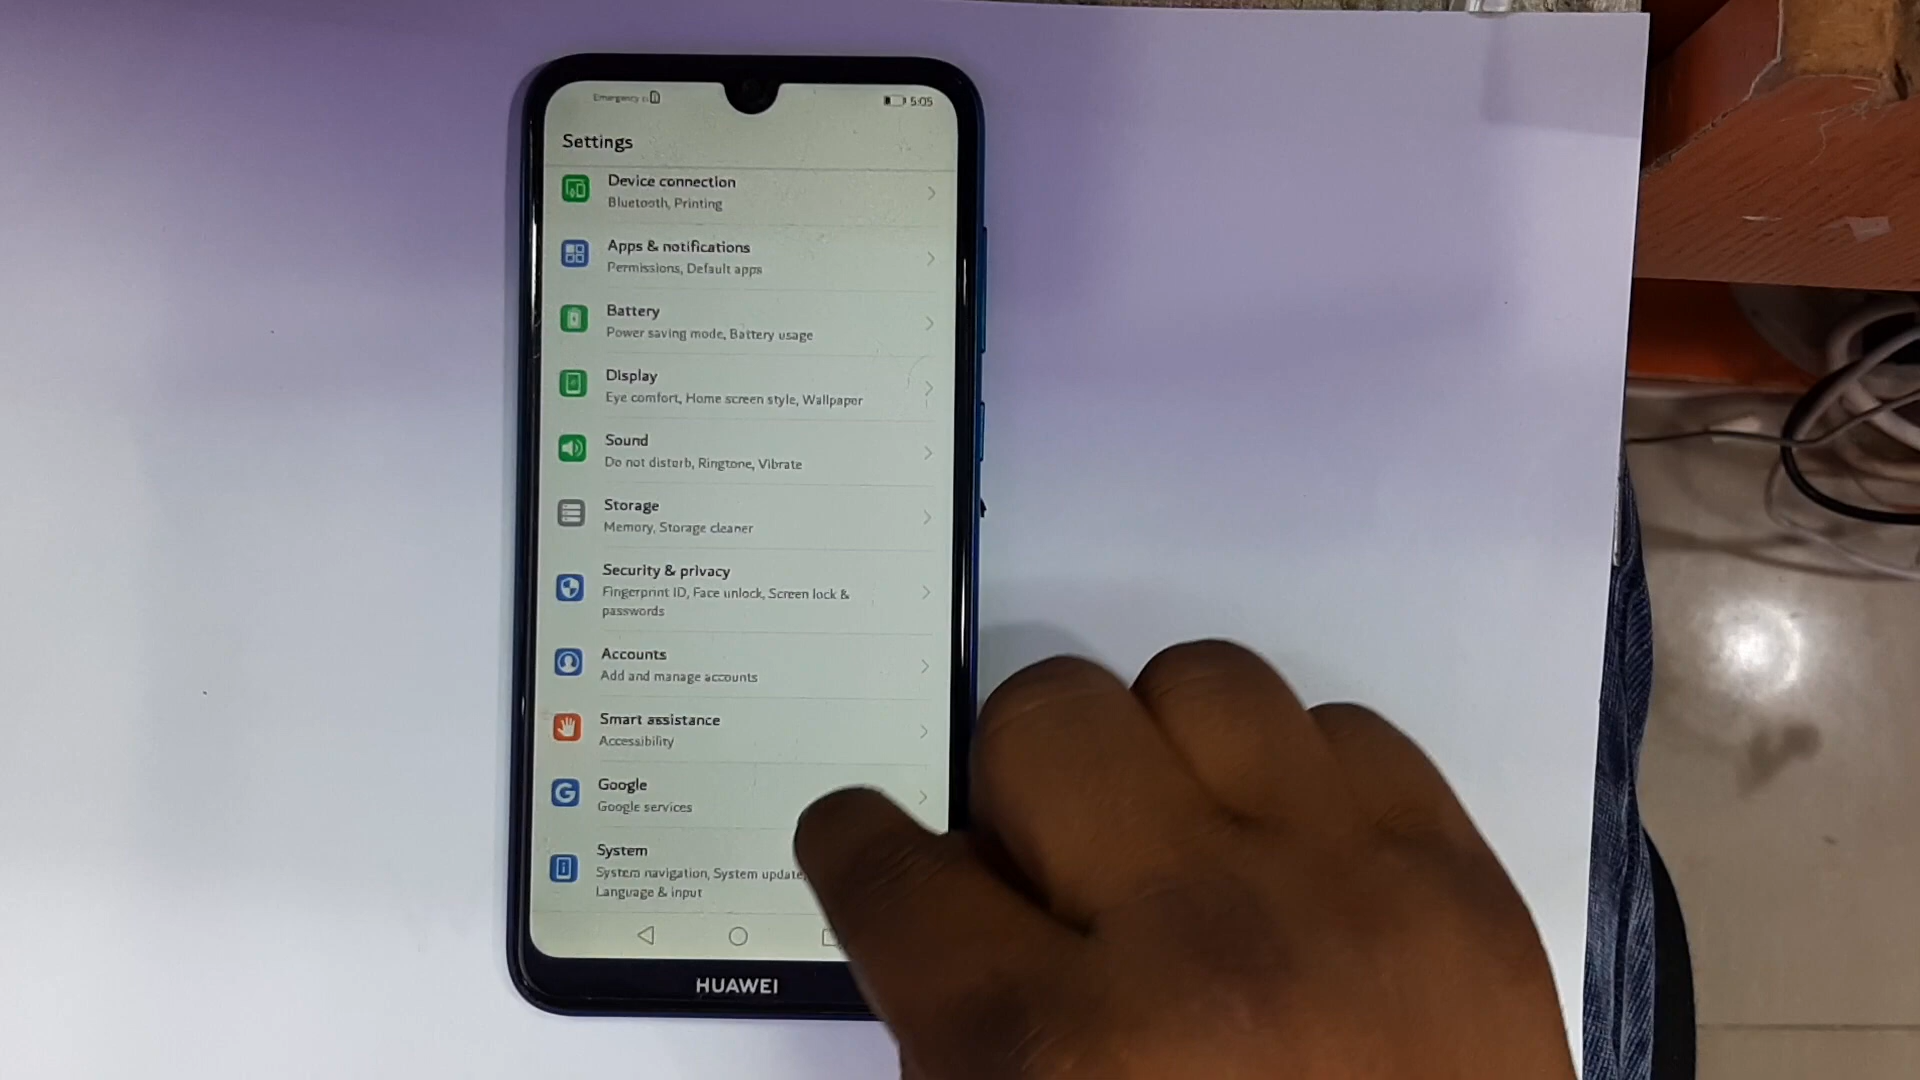 Emergency
5:05
Settings
Device connection
Bluetooth, Printing
Apps & notifications
Permissions, Default apps
Battery
Power saving mode, Battery usage
Display
Eye comfort, Home screen style, Wallpaper
Sound
Do not disturb, Ringtone, Vibrate
Storage
Memory, Storage cleaner
Security & privacy
Fingerprint ID, Face unlock, Screen lock &
passwords
Accounts
Add and manage accounts
Smart assistance
Accessibility
Google
Google services
System
System navigation, System update,
Language & input
HUAWEI